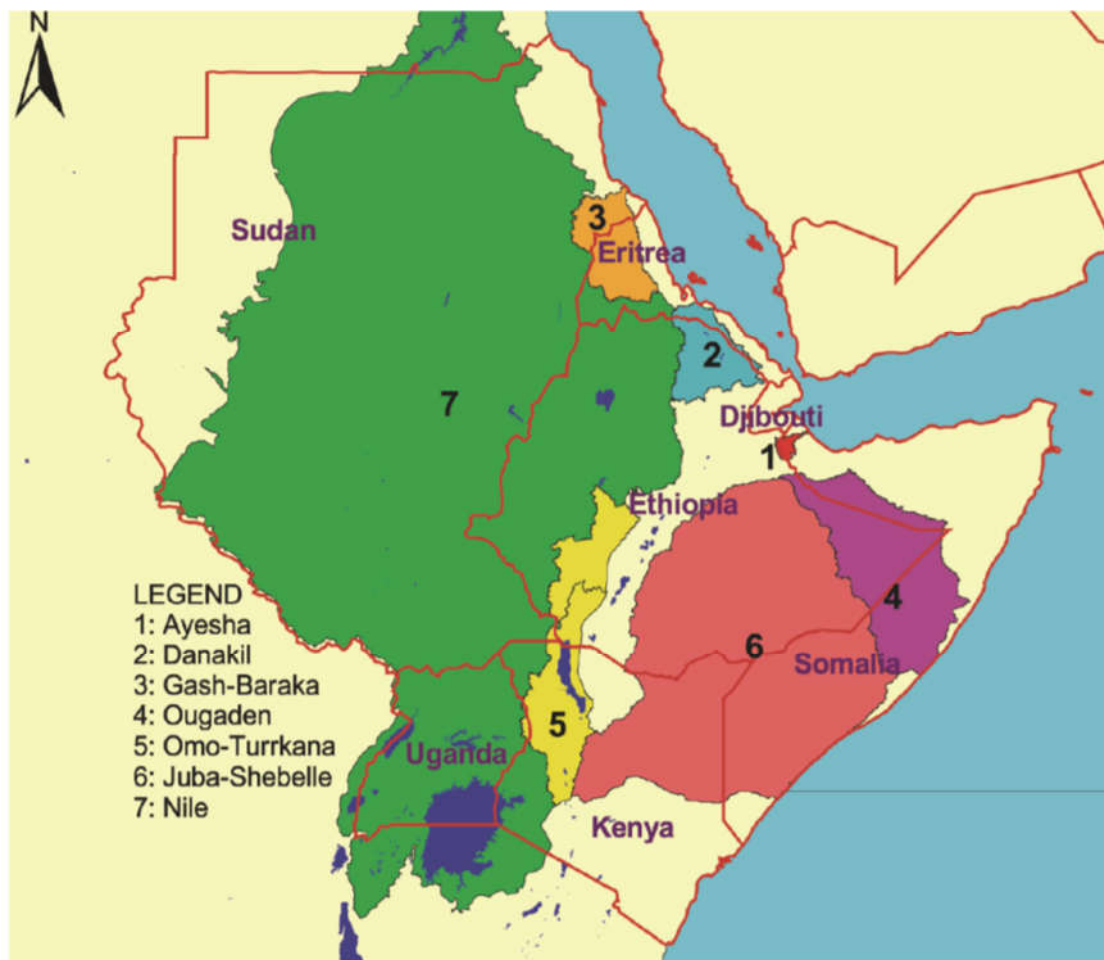 N
Sudan
3
Eritrea
2
7
Djibouti
1
Ethiopia
LEGEND
1: Ayesha
2: Danakil
3: Gash-Baraka
4: Ougaden
5: Omo-Turrkana
6: Juba-Shebelle
7: Nile
4
6
Somalia
5
Uganda
Kenya